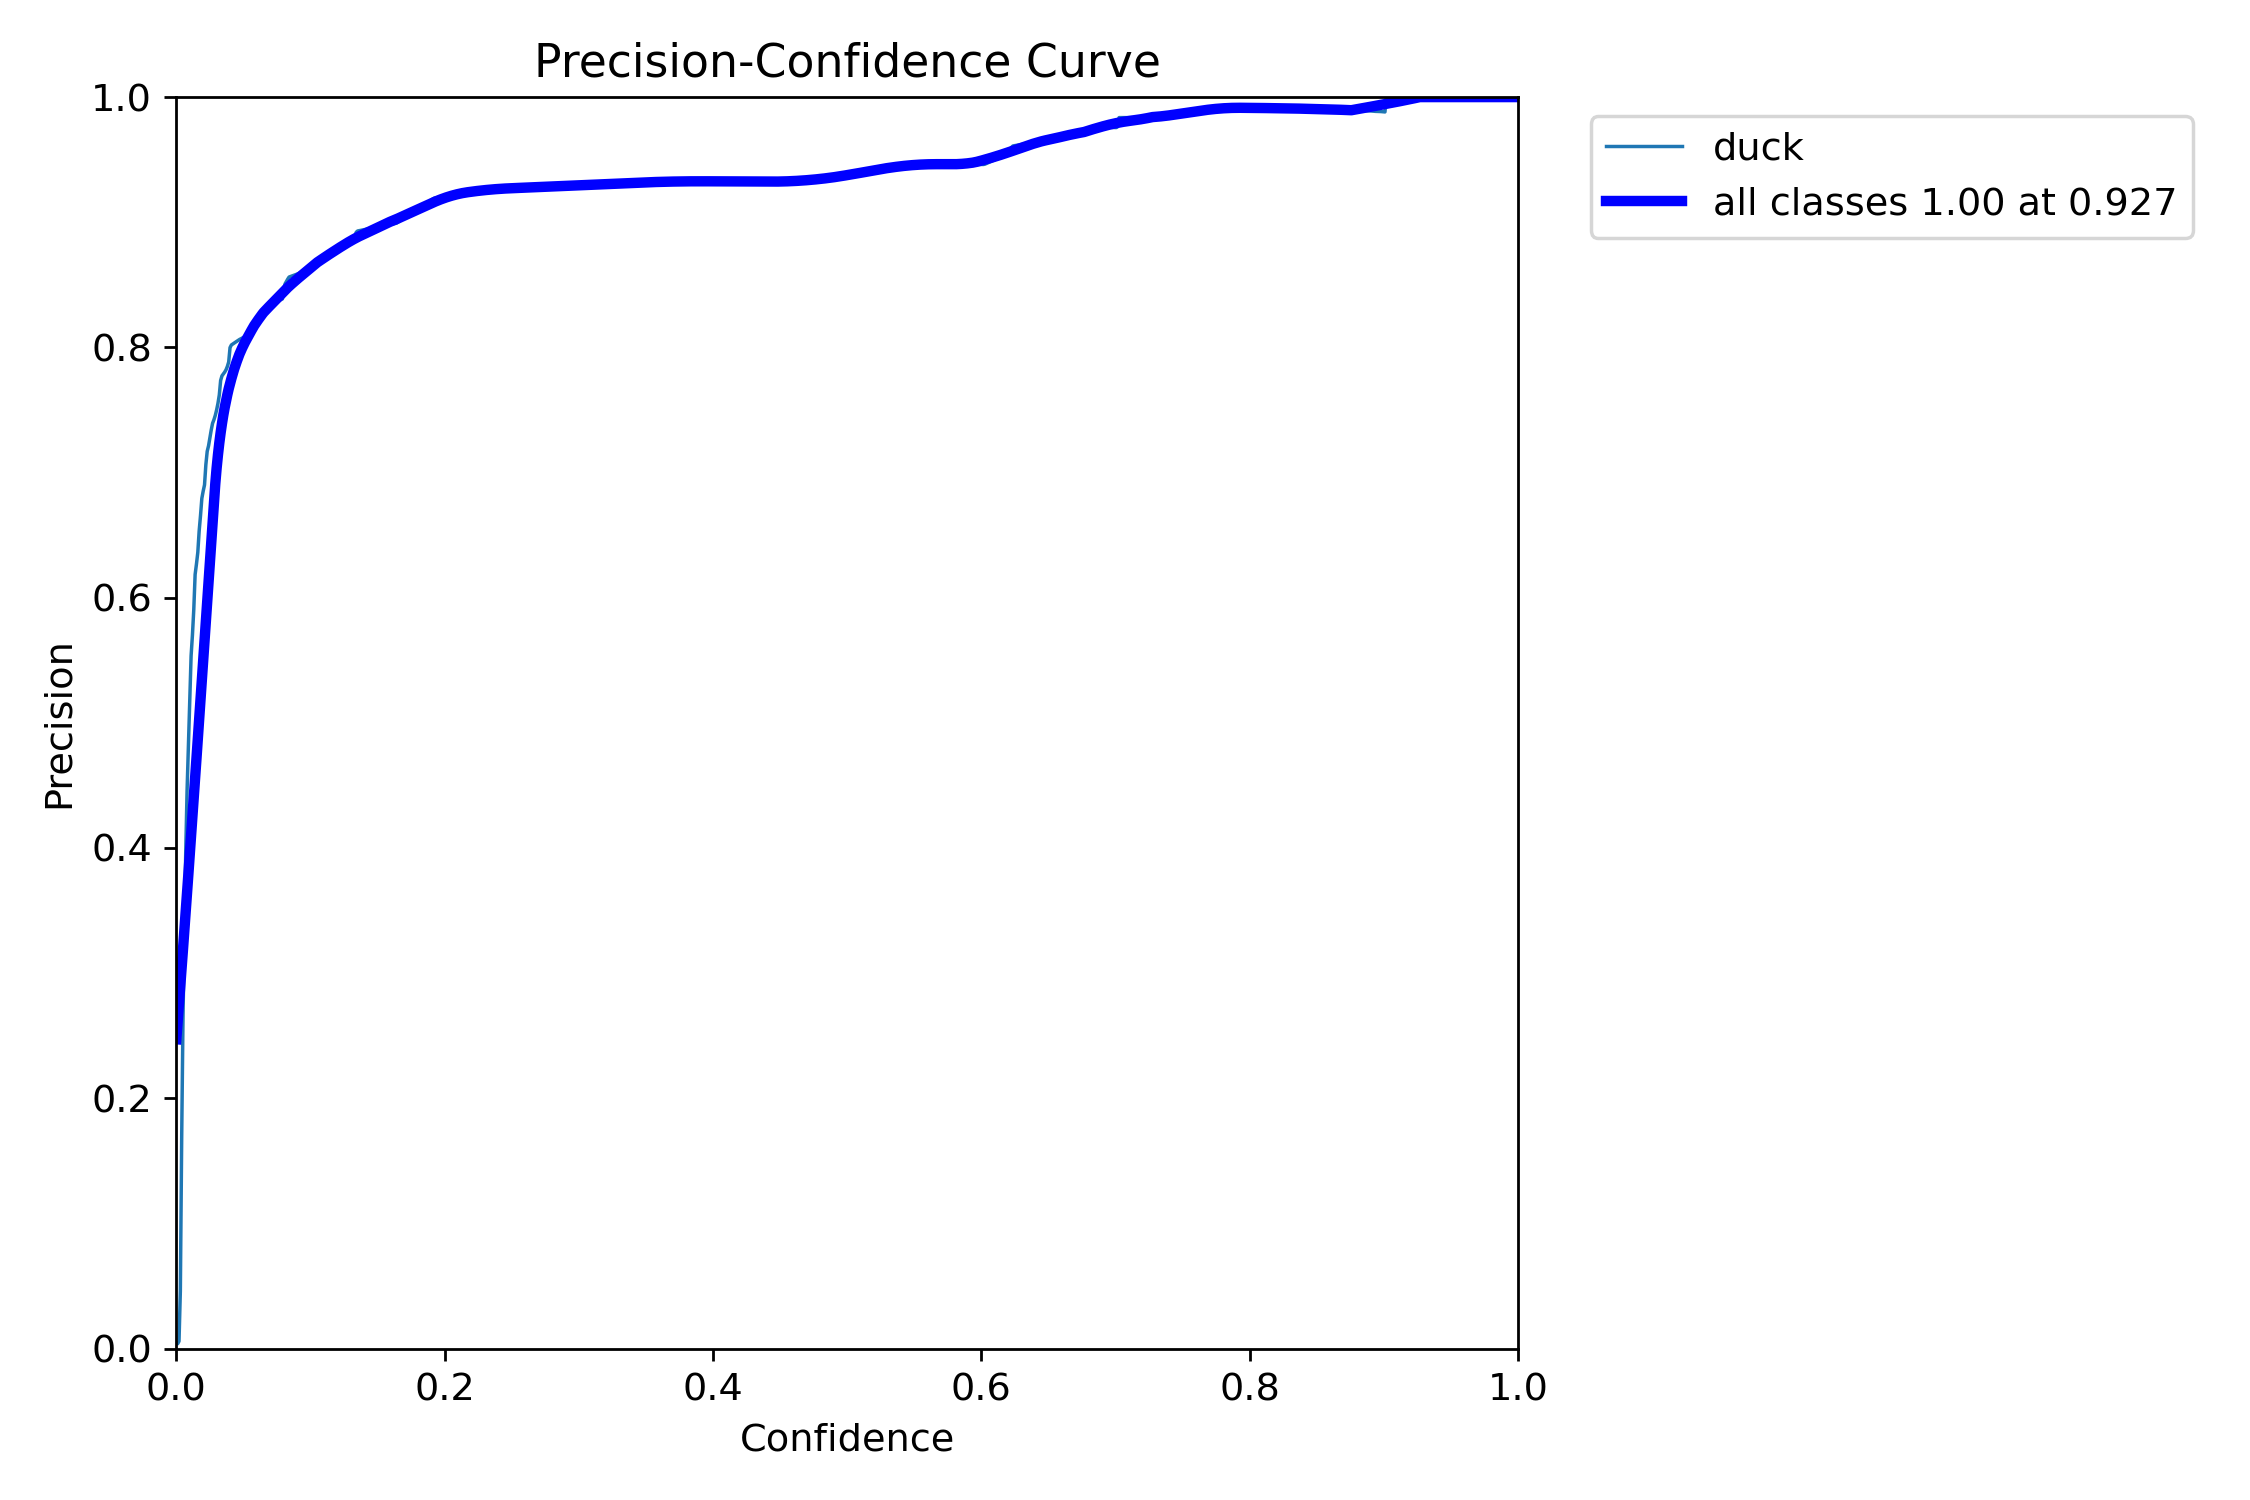 Precision-Confidence Curve
1.0
0.8
0.6
0.4
0.2
0.0
Precision
0.0 0.2 0.4 0.6 0.8 1.0
Confidence
duck
all classes 1.00 at 0.927